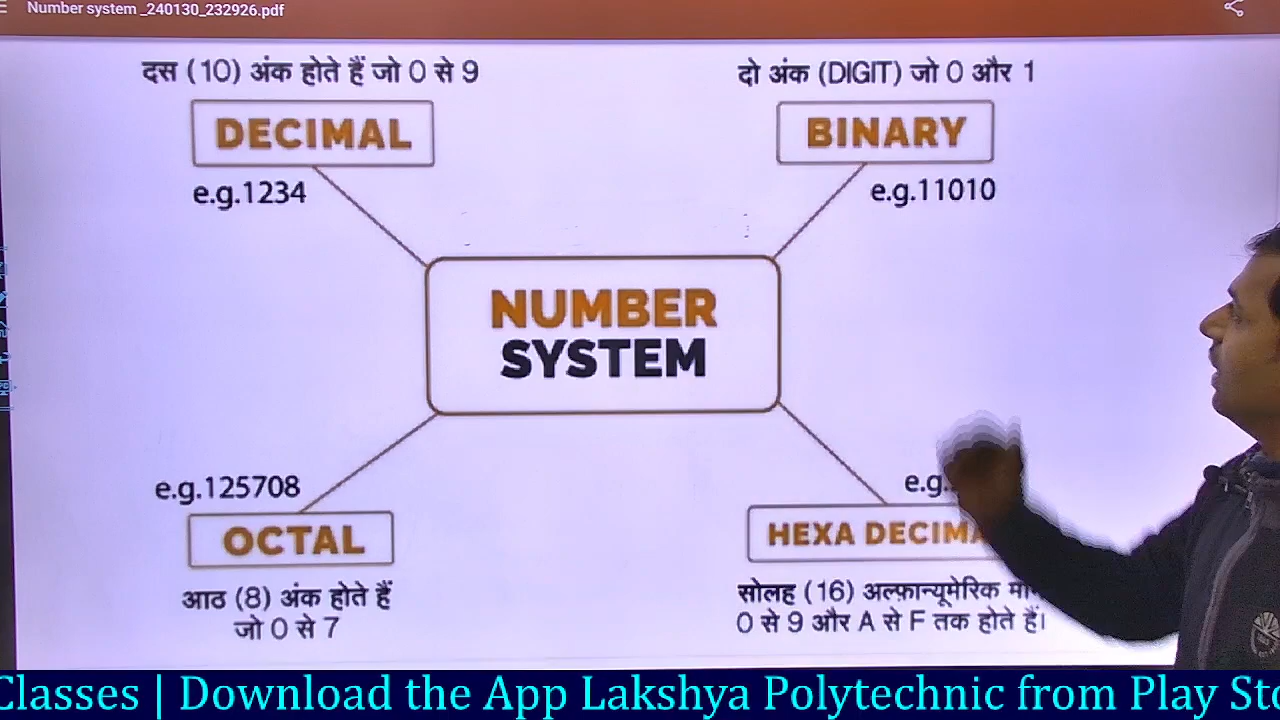 Number system _240130_232926.pdf
दस (10) अंक होते हैं जो 0 से 9
DECIMAL
e.g.1234
दो अंक (DIGIT) जो 0 और 1
BINARY
e.g.11010
NUMBER
SYSTEM
e.g.125708
OCTAL
आठ (8) अंक होते हैं
जो 0 से 7
e.g.
HEXA DECIMA
सोलह (16) अल्फ़ान्यूमेरिक
0 से 9 और A से F तक होते हैं।
Classes | Download the App Lakshya Polytechnic from Play Sto